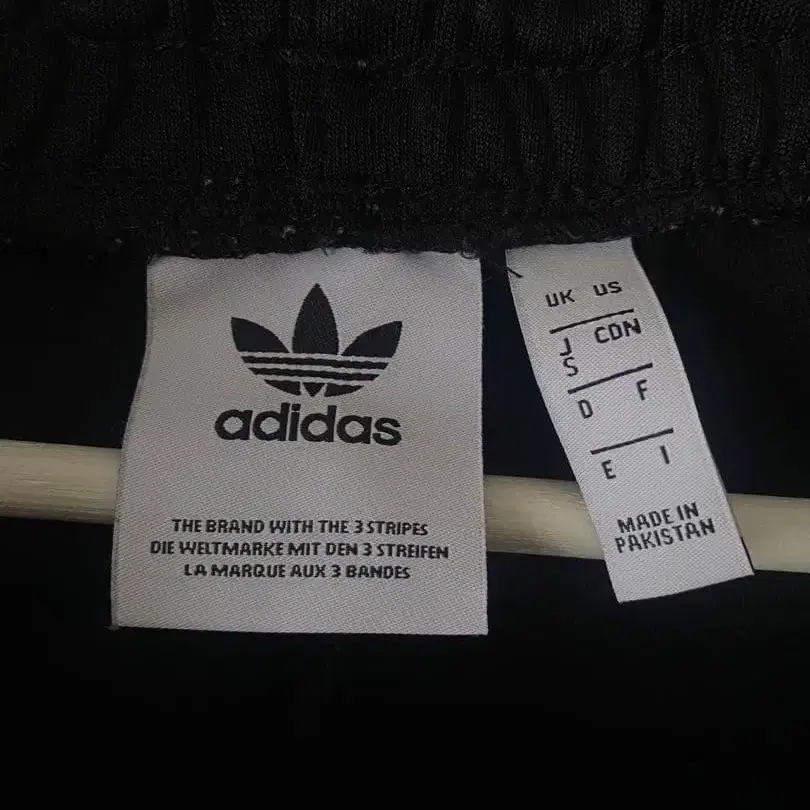 adidas
THE BRAND WITH THE 3 STRIPES
DIE WELTMARKE MIT DEN 3 STREIFEN
LA MARQUE AUX 3 BANDES
UK US
J CDN
S
D F
E I
MADE IN
PAKISTAN